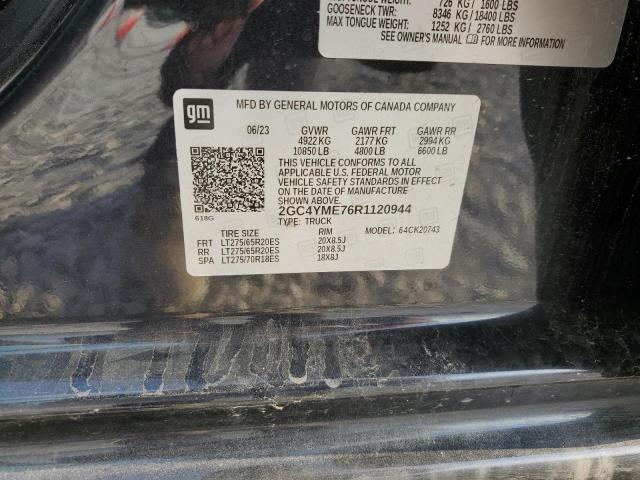 726 KG / 1600 LBS
GOOSENECK TWR: 8346 KG / 18400 LBS
MAX TONGUE WEIGHT: 1252 KG / 2760 LBS
SEE OWNER'S MANUAL FOR MORE INFORMATION
gm
MFD BY GENERAL MOTORS OF CANADA COMPANY
06/23 GVWR GAWR FRT GAWR RR
4922 KG 2177 KG 2994 KG
10850 LB 4800 LB 6600 LB
THIS VEHICLE CONFORMS TO ALL APPLICABLE
U.S. FEDERAL MOTOR VEHICLE SAFETY STANDARDS IN
EFFECT ON THE DATE OF MANUFACTURE
SHOWN ABOVE.
618G
2GC4YME76R1120944
TYPE: TRUCK
MODEL: 64CK20743
TIRE SIZE RIM
FRT LT275/65R20ES 20X8.5J
RR LT275/65R20ES 20X8.5J
SPA LT275/70R18ES 18X8J